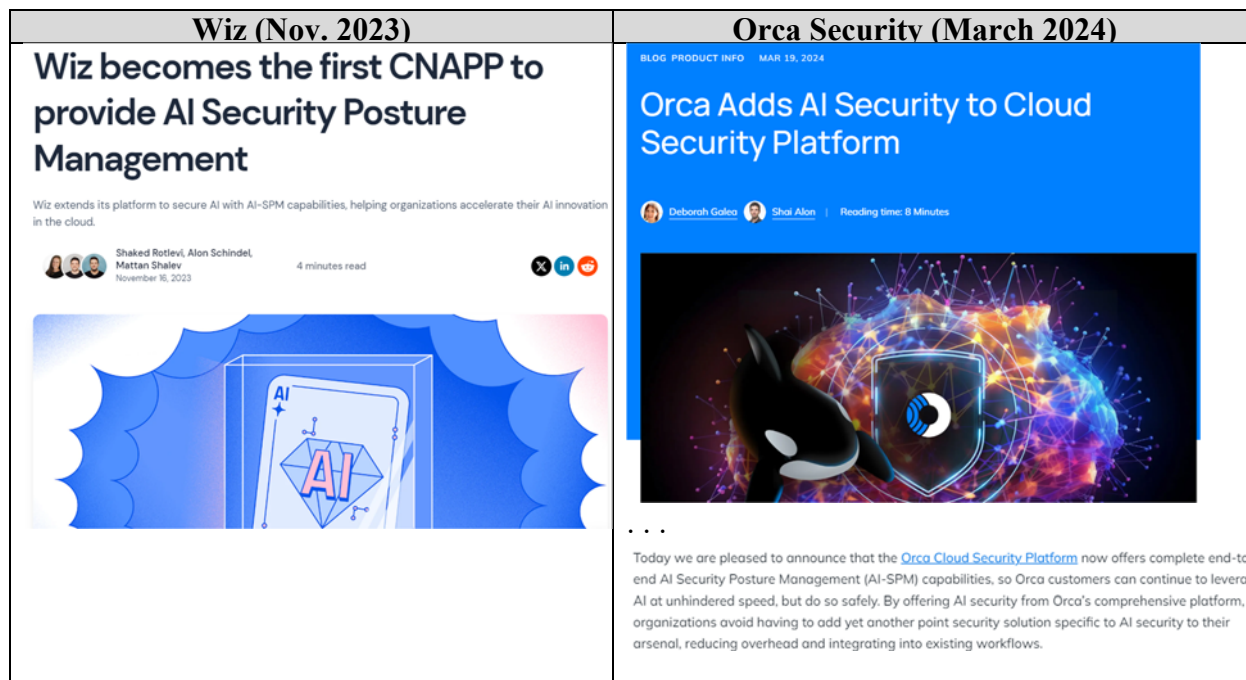 Wiz (Nov. 2023)
Wiz becomes the first CNAPP to
provide AI Security Posture
Management
Wiz extends its platform to secure AI with AI-SPM capabilities, helping organizations accelerate their AI innovation
in the cloud.
Shaked Rotlevi, Alon Schindel,
Mattan Shalev
November 16, 2023
4 minutes read
AI
AI
Orca Security (March 2024)
BLOG PRODUCT INFO MAR 19, 2024
Orca Adds AI Security to Cloud
Security Platform
Deborah Galea Shai Alon | Reading time: 8 Minutes
. . .
Today we are pleased to announce that the Orca Cloud Security Platform now offers complete end-to
end AI Security Posture Management (AI-SPM) capabilities, so Orca customers can continue to levera
AI at unhindered speed, but do so safely. By offering AI security from Orca's comprehensive platform,
organizations avoid having to add yet another point security solution specific to AI security to their
arsenal, reducing overhead and integrating into existing workflows.